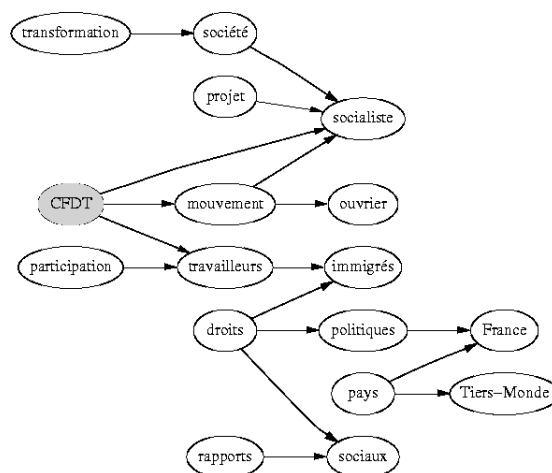 transformation
société
projet
socialiste
CFDT
mouvement
ouvrier
participation
travailleurs
immigrés
droits
politiques
France
pays
Tiers–Monde
rapports
sociaux